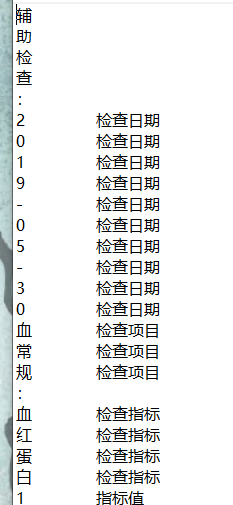 辅
助
检
查
：
2 检查日期
0 检查日期
1 检查日期
9 检查日期
- 检查日期
0 检查日期
5 检查日期
- 检查日期
3 检查日期
0 检查日期
血 检查项目
常 检查项目
规 检查项目
：
血 检查指标
红 检查指标
蛋 检查指标
白 检查指标
1 指标值